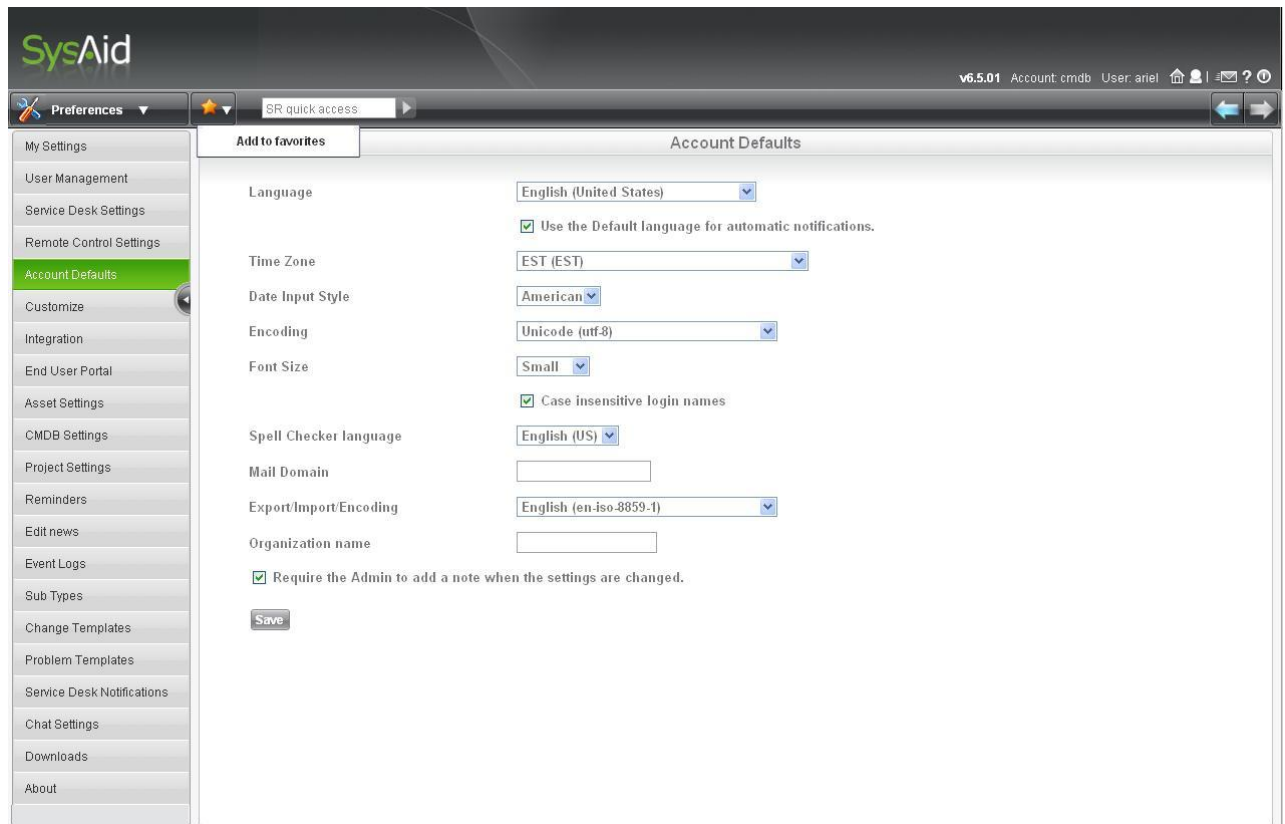 SysAid
v6.5.01 Account: cmdb User: ariel
Preferences
SR quick access
Add to favorites
Account Defaults
My Settings
User Management
Service Desk Settings
Remote Control Settings
Account Defaults
Customize
Integration
End User Portal
Asset Settings
CMDB Settings
Project Settings
Reminders
Edit news
Event Logs
Sub Types
Change Templates
Problem Templates
Service Desk Notifications
Chat Settings
Downloads
About
Language English (United States)
Use the Default language for automatic notifications.
Time Zone EST (EST)
Date Input Style American
Encoding Unicode (utf-8)
Font Size Small
Case insensitive login names
Spell Checker language English (US)
Mail Domain
Export/Import/Encoding English (en-iso-8859-1)
Organization name
Require the Admin to add a note when the settings are changed.
Save